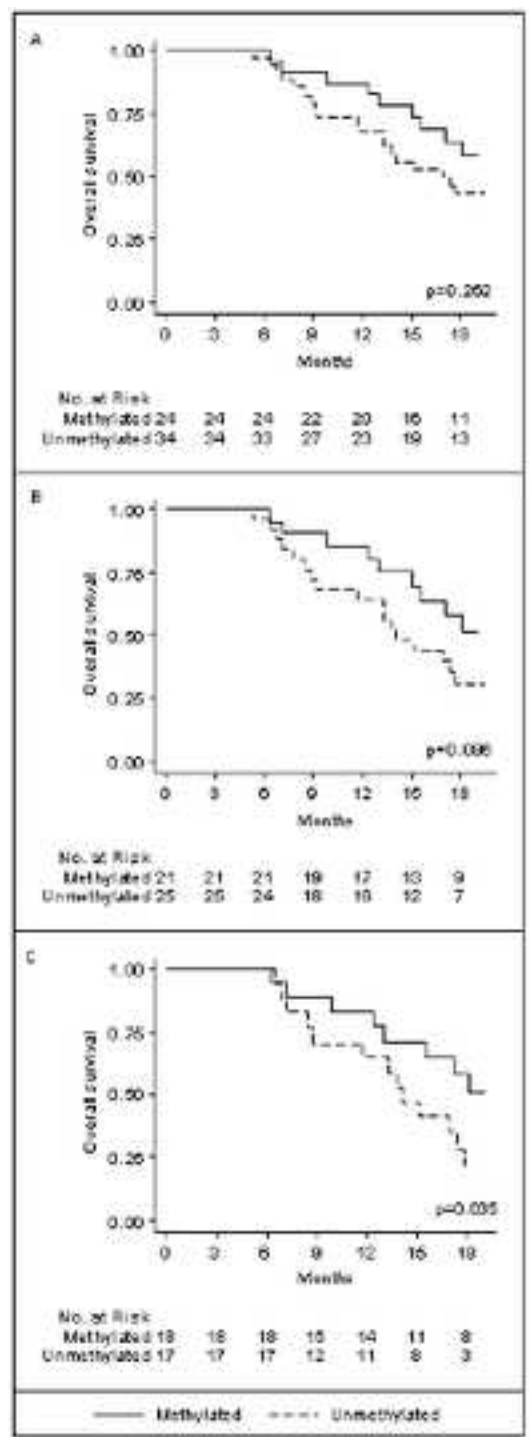 A
1.00
0.75
0.50
0.25
0.00
Overall survival
p=0.262
0 3 6 9 12 15 18
Months
No. at Risk
Methylated 24 24 24 22 20 16 11
Unmethylated 34 34 33 27 23 19 13
B
1.00
0.75
0.50
0.25
0.00
Overall survival
p=0.086
0 3 6 9 12 15 18
Months
No. at Risk
Methylated 21 21 21 19 17 13 9
Unmethylated 25 25 24 18 16 12 7
C
1.00
0.75
0.50
0.25
0.00
Overall survival
p=0.035
0 3 6 9 12 15 18
Months
No. at Risk
Methylated 18 18 18 15 14 11 8
Unmethylated 17 17 17 12 11 8 3
Methylated Unmethylated